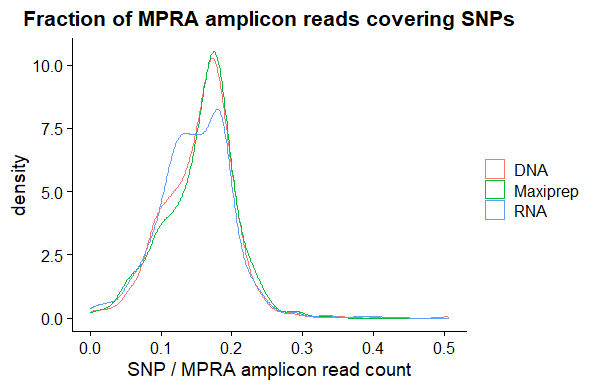 Fraction of MPRA amplicon reads covering SNPs
10.0
7.5
5.0
2.5
0.0
density
0.0 0.1 0.2 0.3 0.4 0.5
SNP / MPRA amplicon read count
DNA
Maxiprep
RNA